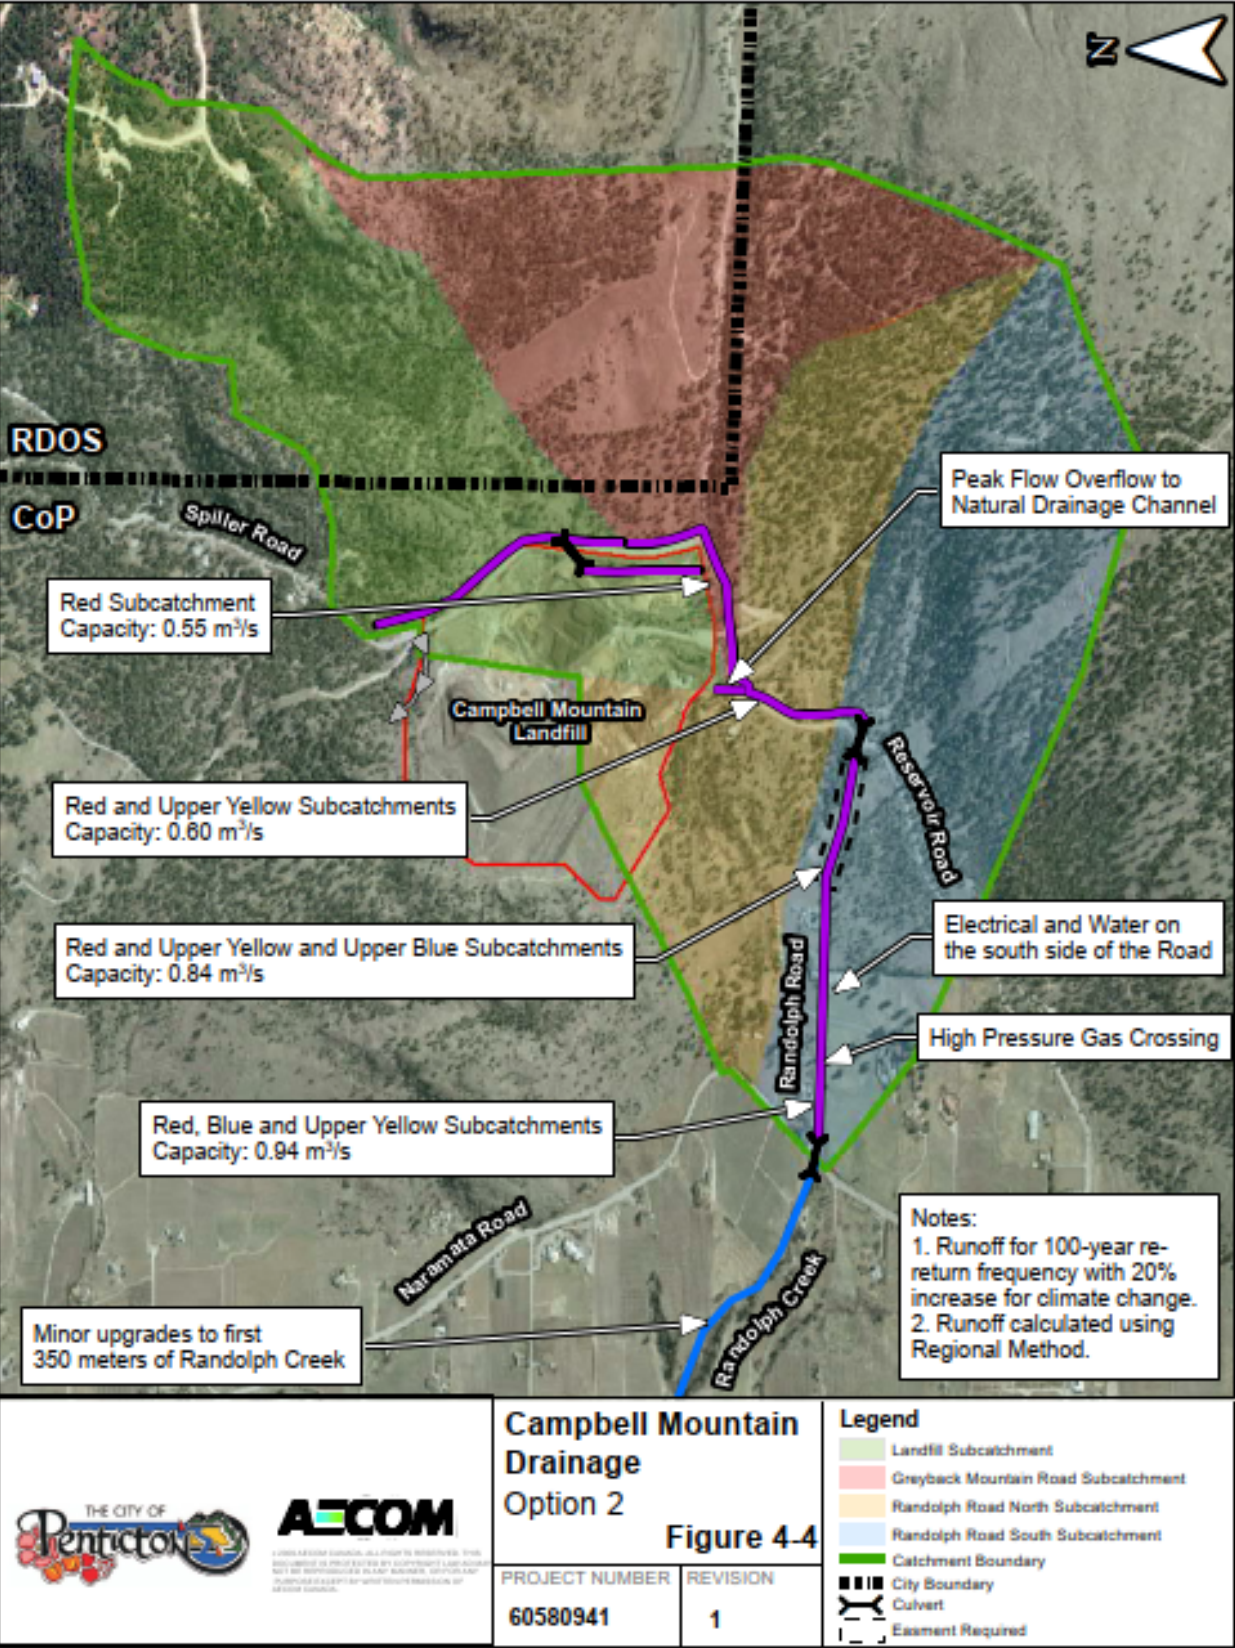 N
RDOS
CoP
Spiller Road
Peak Flow Overflow to
Natural Drainage Channel
Red Subcatchment
Capacity: 0.55 m³/s
Campbell Mountain
Landfill
Reservoir Road
Red and Upper Yellow Subcatchments
Capacity: 0.60 m³/s
Electrical and Water on
the south side of the Road
Red and Upper Yellow and Upper Blue Subcatchments
Capacity: 0.84 m³/s
Randolph Road
High Pressure Gas Crossing
Red, Blue and Upper Yellow Subcatchments
Capacity: 0.94 m³/s
Naramata Road
Randolph Creek
Notes:
1. Runoff for 100-year re-
return frequency with 20%
increase for climate change.
2. Runoff calculated using
Regional Method.
Minor upgrades to first
350 meters of Randolph Creek
THE CITY OF
Penticton
AECOM
Campbell Mountain
Drainage
Option 2
Figure 4-4
PROJECT NUMBER
60580941
REVISION
1
Legend
Landfill Subcatchment
Greyback Mountain Road Subcatchment
Randolph Road North Subcatchment
Randolph Road South Subcatchment
Catchment Boundary
City Boundary
Culvert
Easment Required